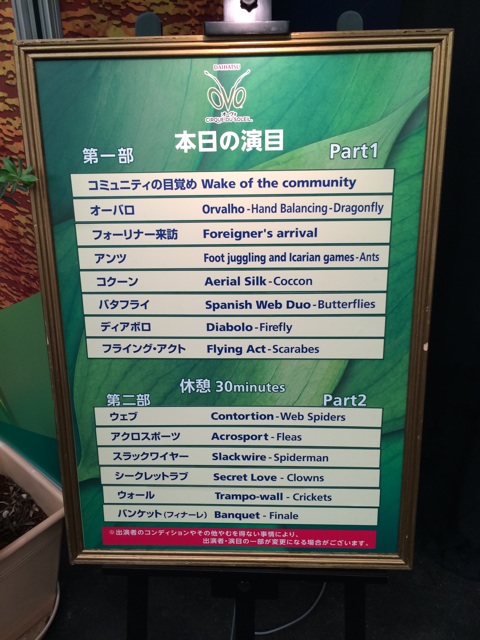 DAIHATSU
OVO
オーヴォ
CIRQUE DU SOLEIL
本日の演目
第一部 Part1
コミュニティの目覚め Wake of the community
オーバロ Orvalho-Hand Balancing-Dragonfly
フォーリナー来訪 Foreigner's arrival
アンツ Foot juggling and Icarian games-Ants
コクーン Aerial Silk-Coccon
バタフライ Spanish Web Duo-Butterflies
ディアボロ Diabolo-Firefly
フライング・アクト Flying Act-Scarabes
休憩 30minutes
第二部 Part2
ウェブ Contortion-Web Spiders
アクロスポーツ Acrosport - Fleas
スラックワイヤー Slackwire-Spiderman
シークレットラブ Secret Love - Clowns
ウォール Trampo-wall - Crickets
バンケット(フィナーレ) Banquet - Finale
※出演者のコンディションやその他やむを得ない事情により、
出演者・演目の一部が変更になる場合がございます。